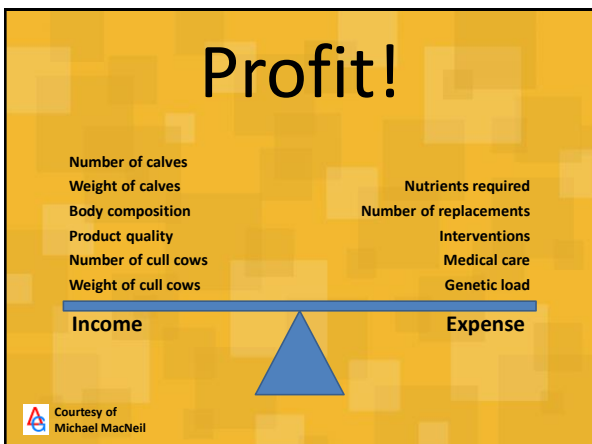 Profit!
Number of calves
Weight of calves
Body composition
Product quality
Number of cull cows
Weight of cull cows
Nutrients required
Number of replacements
Interventions
Medical care
Genetic load
Income
Expense
Courtesy of
Michael MacNeil